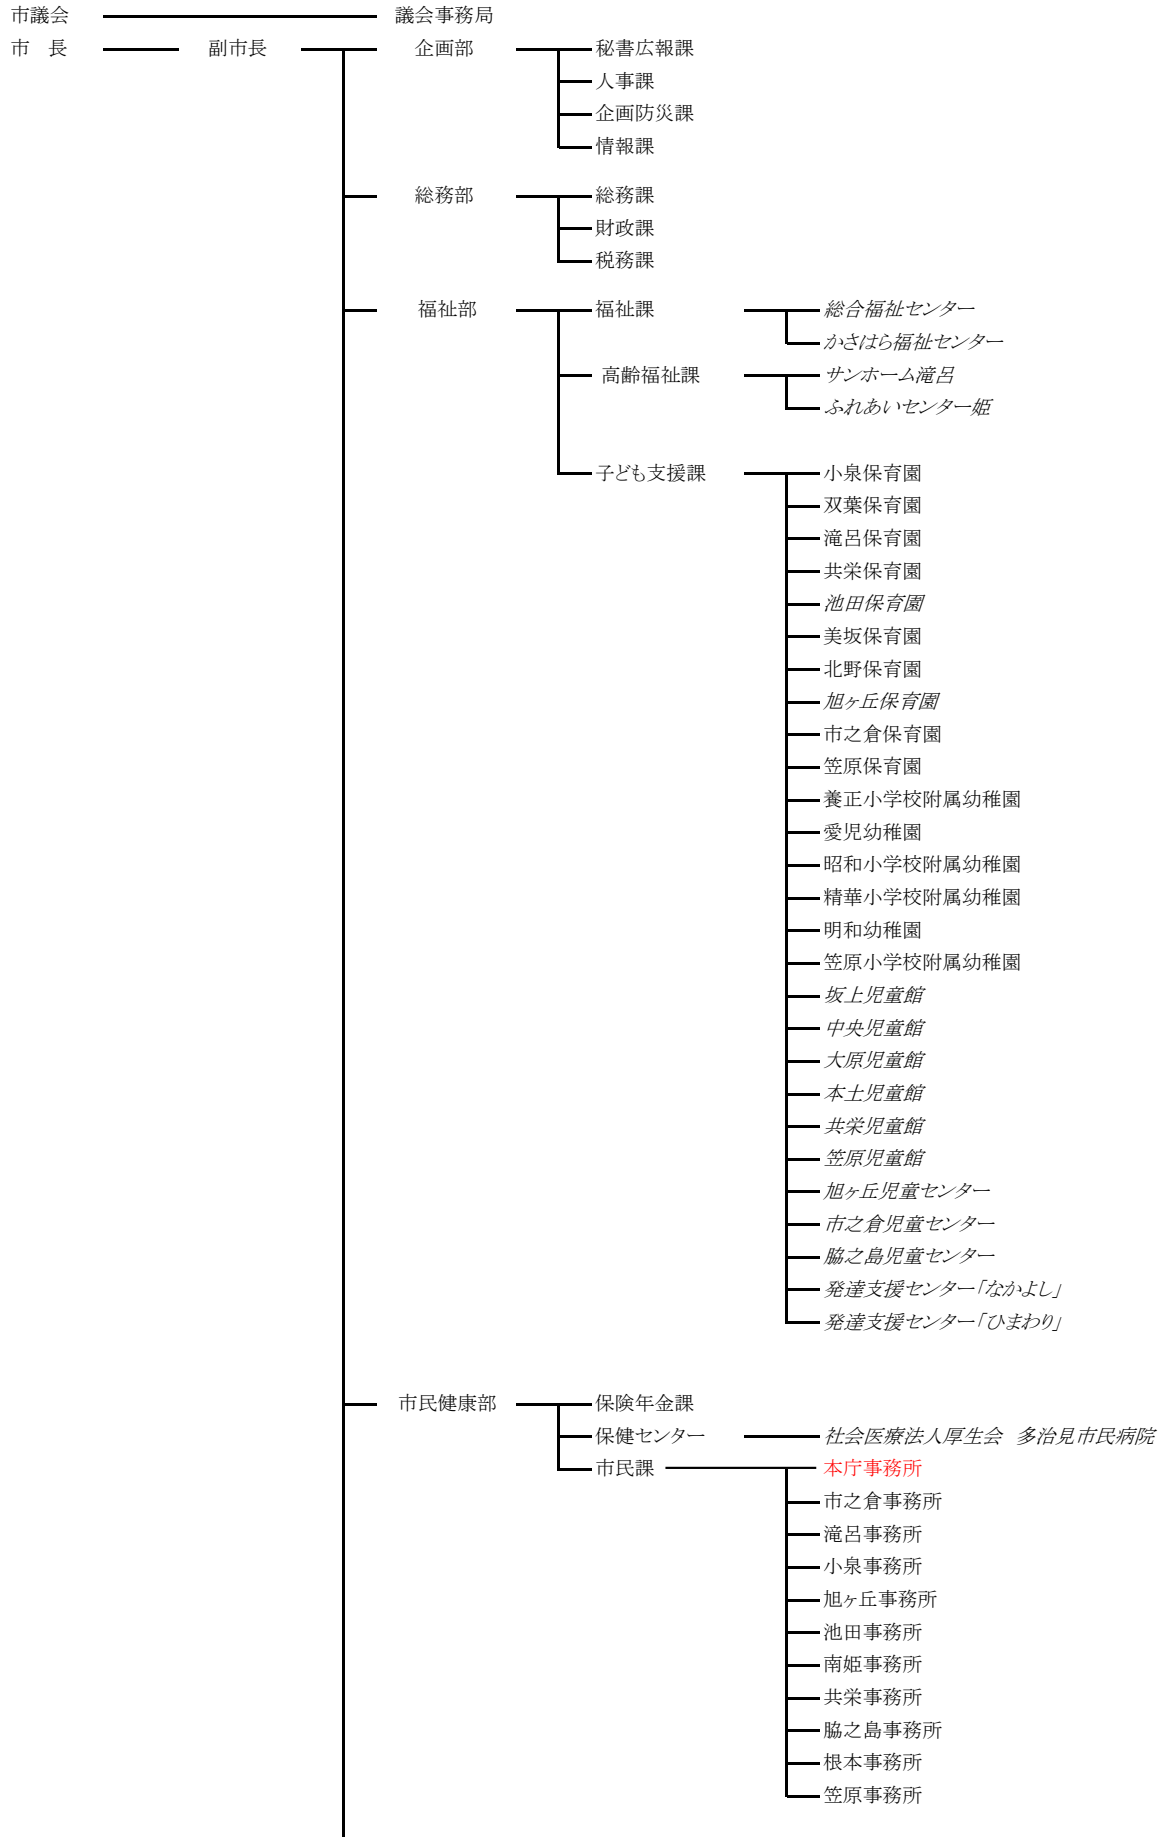 市議会 議会事務局
市　長 副市長 企画部 秘書広報課
人事課
企画防災課
情報課
総務部 総務課
財政課
税務課
福祉部 福祉課 総合福祉センター
かさはら福祉センター
高齢福祉課 サンホーム滝呂
ふれあいセンター姫
子ども支援課 小泉保育園
双葉保育園
滝呂保育園
共栄保育園
池田保育園
美坂保育園
北野保育園
旭ヶ丘保育園
市之倉保育園
笠原保育園
養正小学校附属幼稚園
愛児幼稚園
昭和小学校附属幼稚園
精華小学校附属幼稚園
明和幼稚園
笠原小学校附属幼稚園
坂上児童館
中央児童館
大原児童館
本土児童館
共栄児童館
笠原児童館
旭ヶ丘児童センター
市之倉児童センター
脇之島児童センター
発達支援センター「なかよし」
発達支援センター「ひまわり」
市民健康部 保険年金課
保健センター 社会医療法人厚生会　多治見市民病院
市民課 本庁事務所
市之倉事務所
滝呂事務所
小泉事務所
旭ヶ丘事務所
池田事務所
南姫事務所
共栄事務所
脇之島事務所
根本事務所
笠原事務所